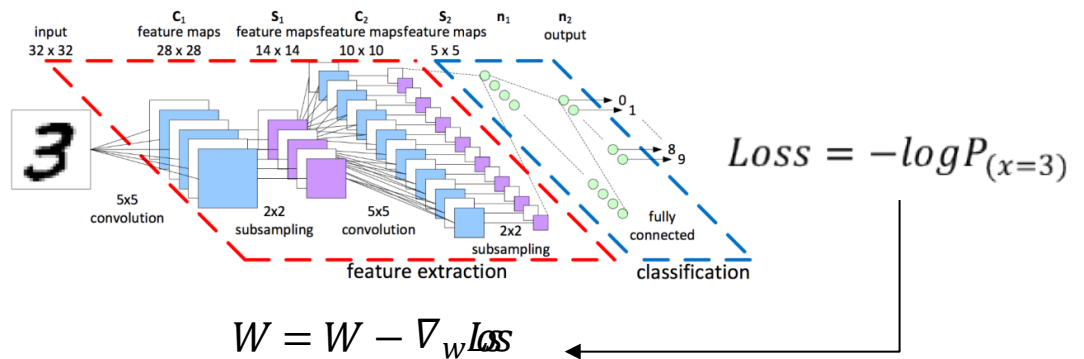 C1 S1 C2 S2 n1 n2
input feature maps feature maps feature maps feature maps output
32 x 32 28 x 28 14 x 14 10 x 10 5 x 5
0
1
3
8
9
Loss = −logP(x=3)
5x5
convolution
2x2
subsampling
5x5
convolution
2x2
subsampling
fully
connected
feature extraction
classification
W = W − ∇w Loss